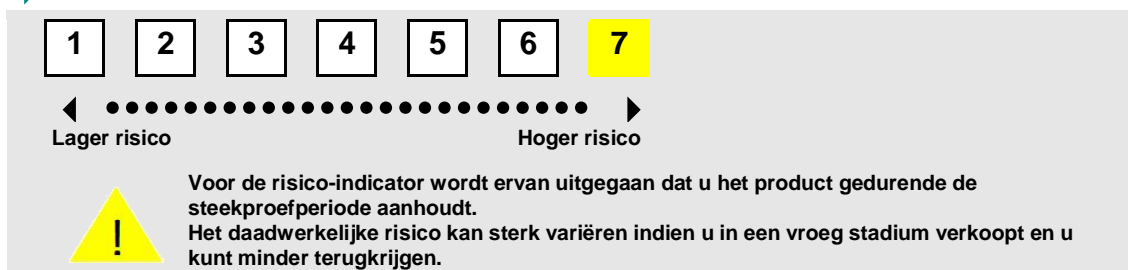 1 2 3 4 5 6 7
Lager risico Hoger risico
!
Voor de risico-indicator wordt ervan uitgegaan dat u het product gedurende de
steekproefperiode aanhoudt.
Het daadwerkelijke risico kan sterk variëren indien u in een vroeg stadium verkoopt en u
kunt minder terugkrijgen.